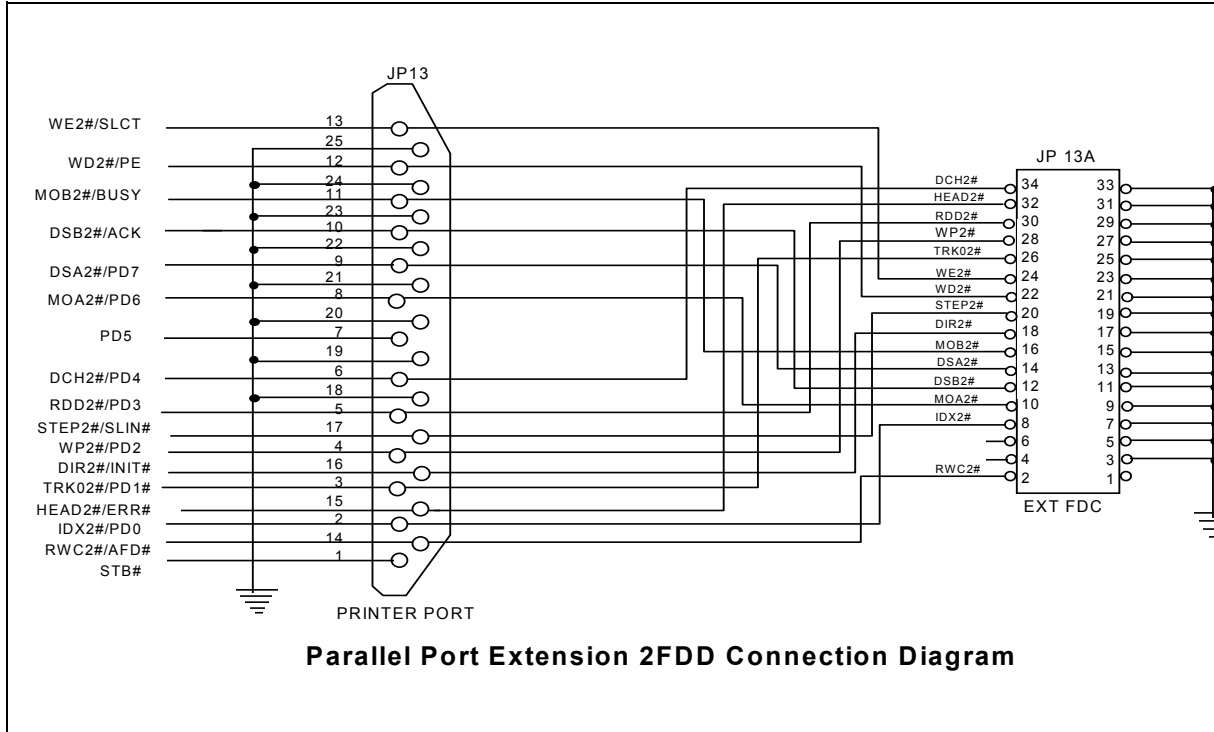 JP13
WE2#/SLCT
WD2#/PE
MOB2#/BUSY
DSB2#/ACK
DSA2#/PD7
MOA2#/PD6
PD5
DCH2#/PD4
RDD2#/PD3
STEP2#/SLIN#
WP2#/PD2
DIR2#/INIT#
TRK02#/PD1#
HEAD2#/ERR#
IDX2#/PD0
RWC2#/AFD#
STB#
13
25
12
24
11
23
10
22
9
21
8
20
7
19
6
18
5
17
4
16
3
15
2
14
1
PRINTER PORT
JP 13A
DCH2# 34 33
HEAD2# 32 31
RDD2# 30 29
WP2# 28 27
TRK02# 26 25
WE2# 24 23
WD2# 22 21
STEP2# 20 19
DIR2# 18 17
MOB2# 16 15
DSA2# 14 13
DSB2# 12 11
MOA2# 10 9
IDX2# 8 7
6 5
4 3
RWC2# 2 1
EXT FDC
Parallel Port Extension 2FDD Connection Diagram